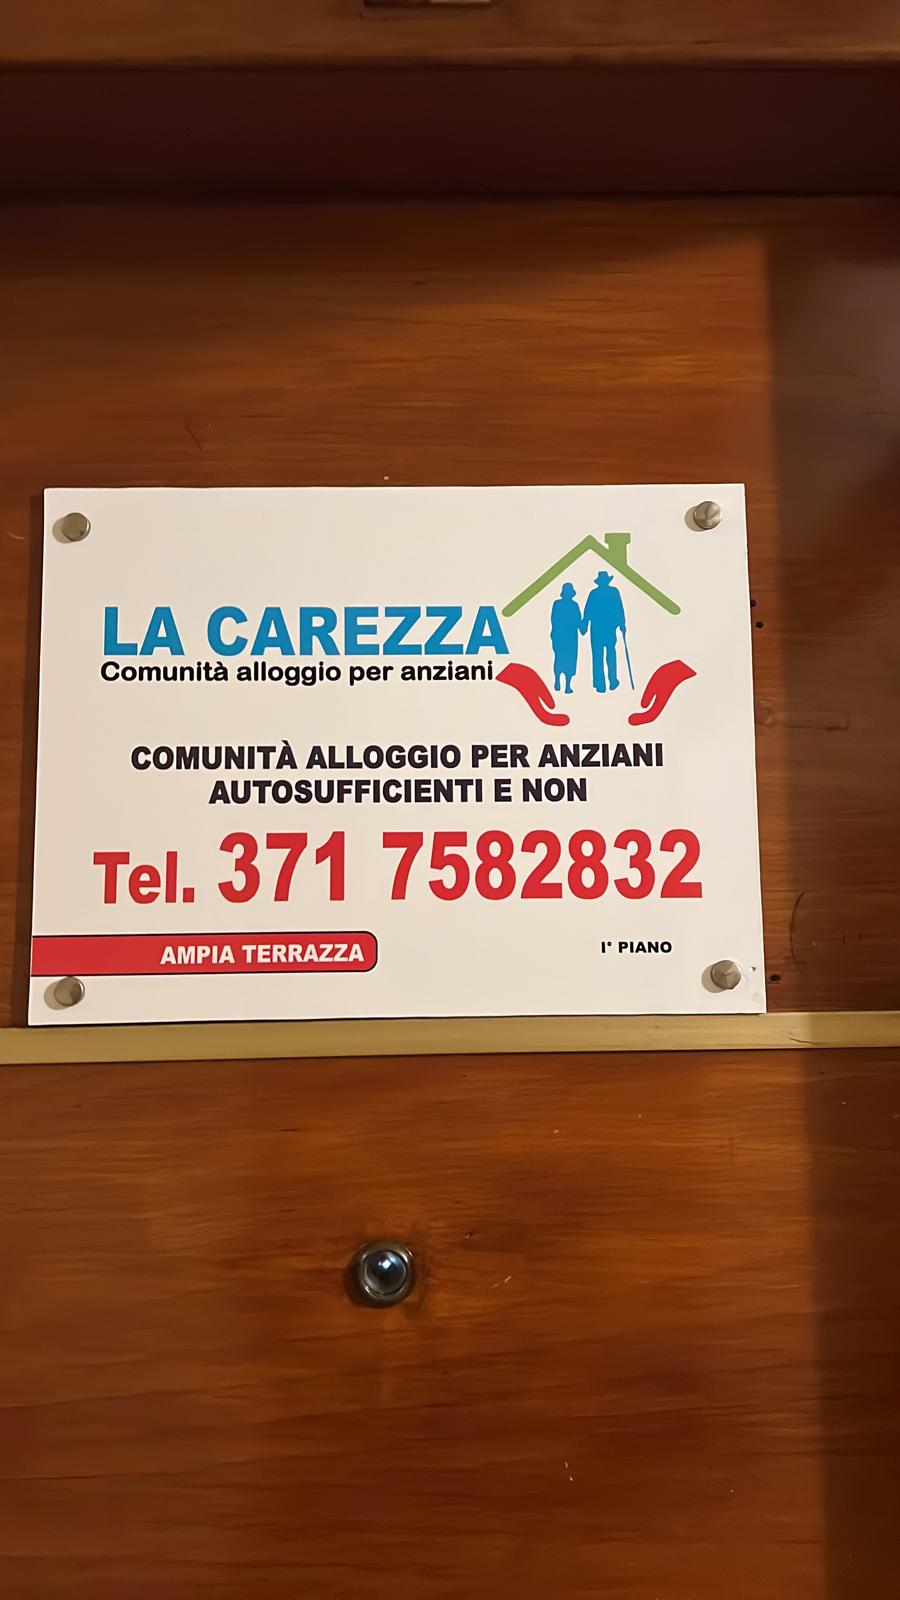 LA CAREZZA
Comunità alloggio per anziani
COMUNITÀ ALLOGGIO PER ANZIANI
AUTOSUFFICIENTI E NON
Tel. 371 7582832
AMPIA TERRAZZA
I° PIANO